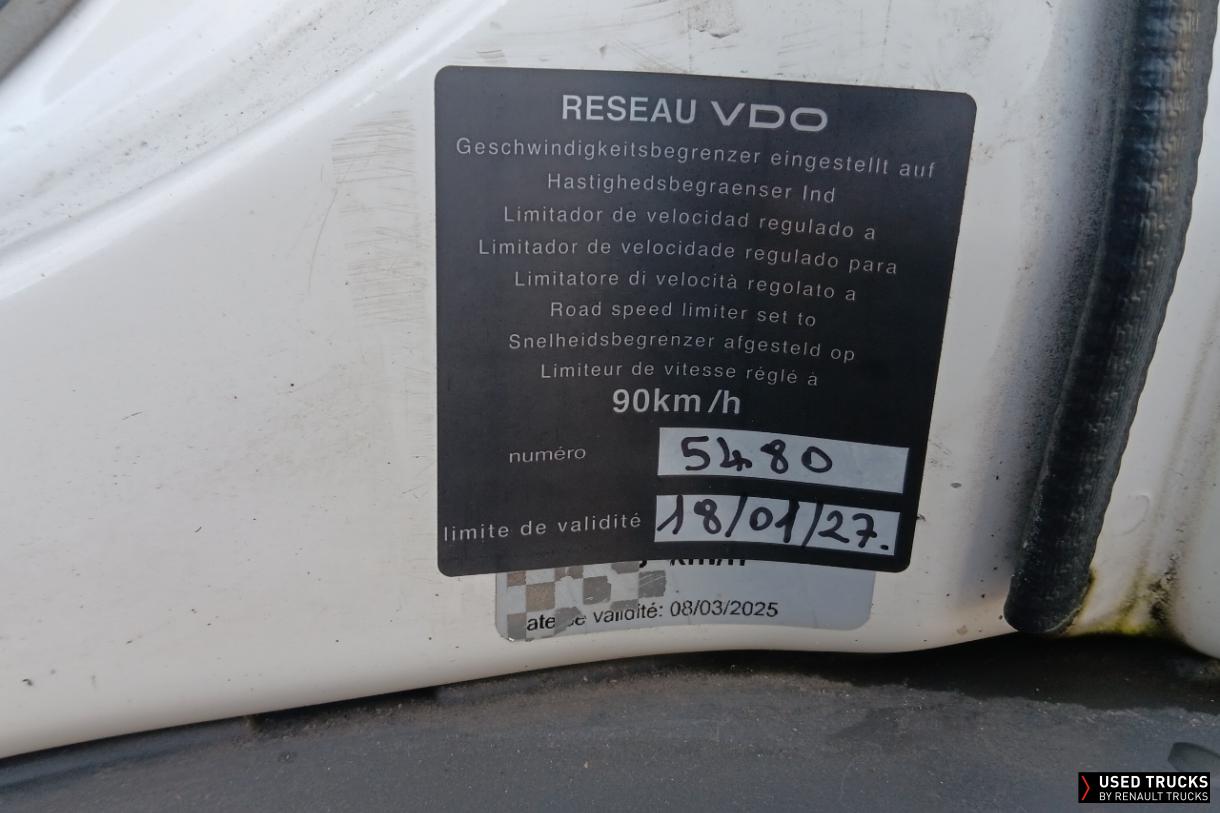 RESEAU VDO
Geschwindigkeitsbegrenzer eingestellt auf
Hastighedsbegraenser Ind
Limitador de velocidad regulado a
Limitador de velocidade regulado para
Limitatore di velocità regolato a
Road speed limiter set to
Snelheidsbegrenzer afgesteld op
Limiteur de vitesse réglé à
90km/h
numéro 5480
limite de validité 18/01/27.
km/h
validité: 08/03/2025
USED TRUCKS
BY RENAULT TRUCKS